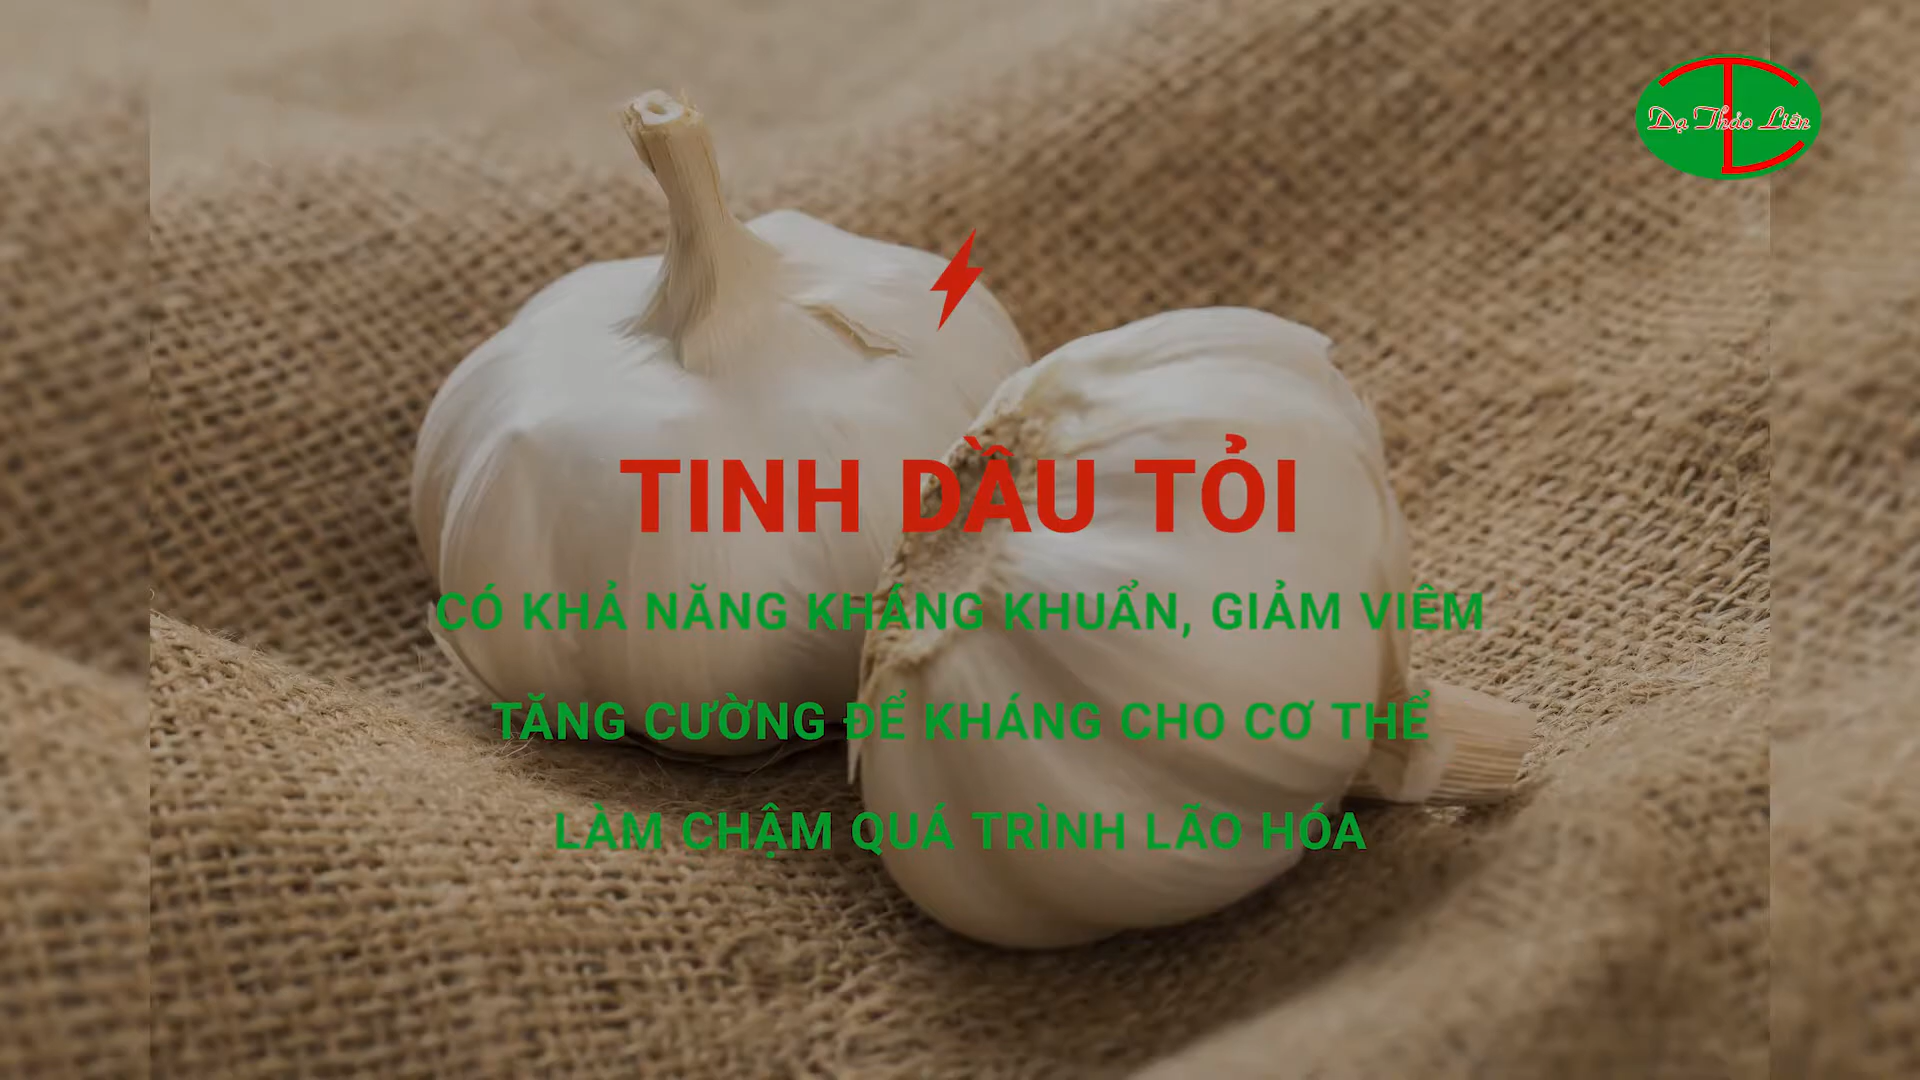 Dạ Thảo Liên
TINH DẦU TỎI
CÓ KHẢ NĂNG KHÁNG KHUẨN, GIẢM VIÊM
TĂNG CƯỜNG ĐỂ KHÁNG CHO CƠ THỂ
LÀM CHẬM QUÁ TRÌNH LÃO HÓA